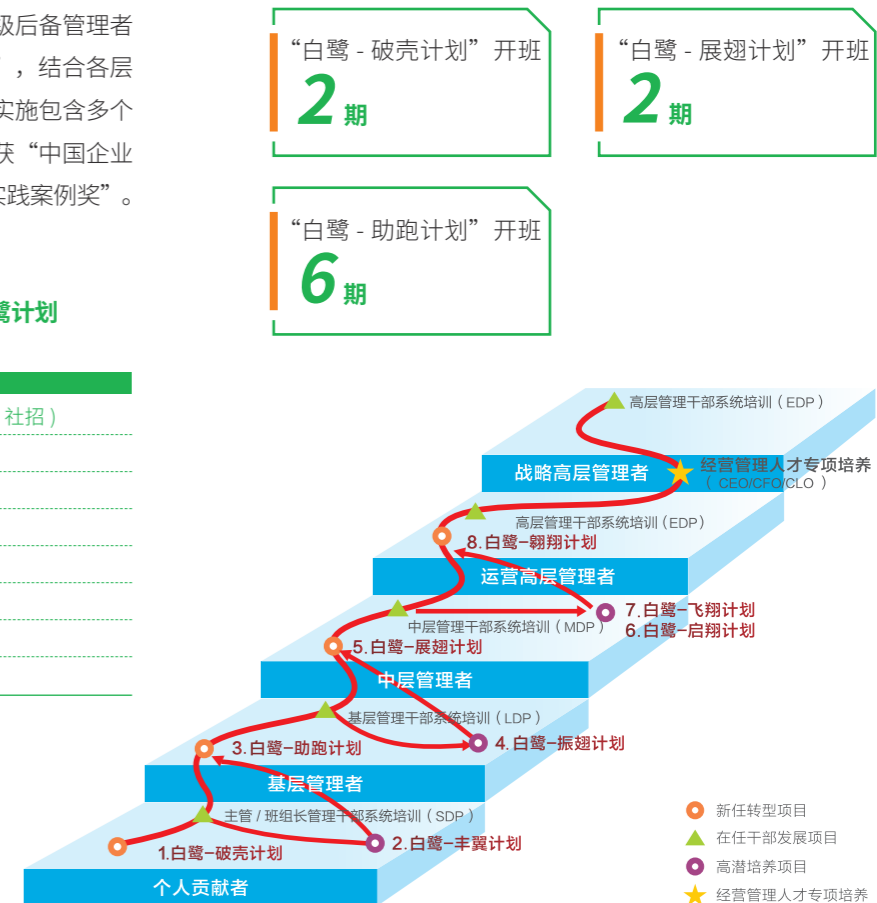 级后备管理者
”，结合各层
实施包含多个
获“中国企业
实践案例奖”。
鹭计划
社招 )
“白鹭 - 破壳计划”开班
2 期
“白鹭 - 展翅计划”开班
2 期
“白鹭 - 助跑计划”开班
6 期
高层管理干部系统培训（EDP）
战略高层管理者
经营管理人才专项培养
（ CEO/CFO/CLO ）
高层管理干部系统培训（EDP）
8.白鹭-翱翔计划
运营高层管理者
7.白鹭-飞翔计划
中层管理干部系统培训（MDP）
6.白鹭-启翔计划
5.白鹭-展翅计划
中层管理者
基层管理干部系统培训（LDP）
3.白鹭-助跑计划
4.白鹭-振翅计划
基层管理者
主管 / 班组长管理干部系统培训（SDP）
1.白鹭-破壳计划
2.白鹭-丰翼计划
个人贡献者
新任转型项目
在任干部发展项目
高潜培养项目
经营管理人才专项培养